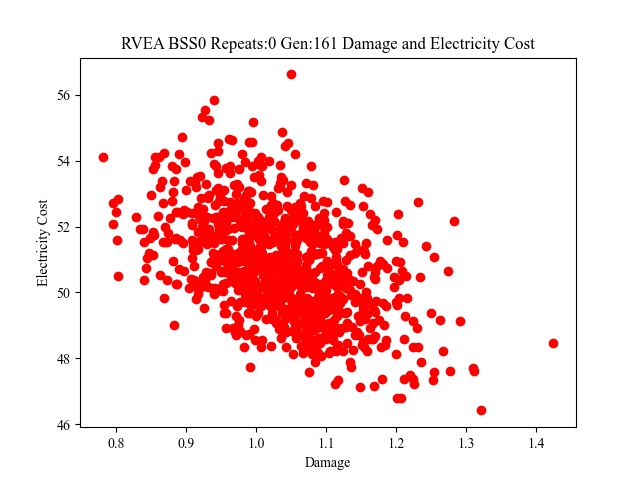 RVEA BSS0 Repeats:0 Gen:161 Damage and Electricity Cost
56
54
52
50
48
46
Electricity Cost
0.8 0.9 1.0 1.1 1.2 1.3 1.4
Damage